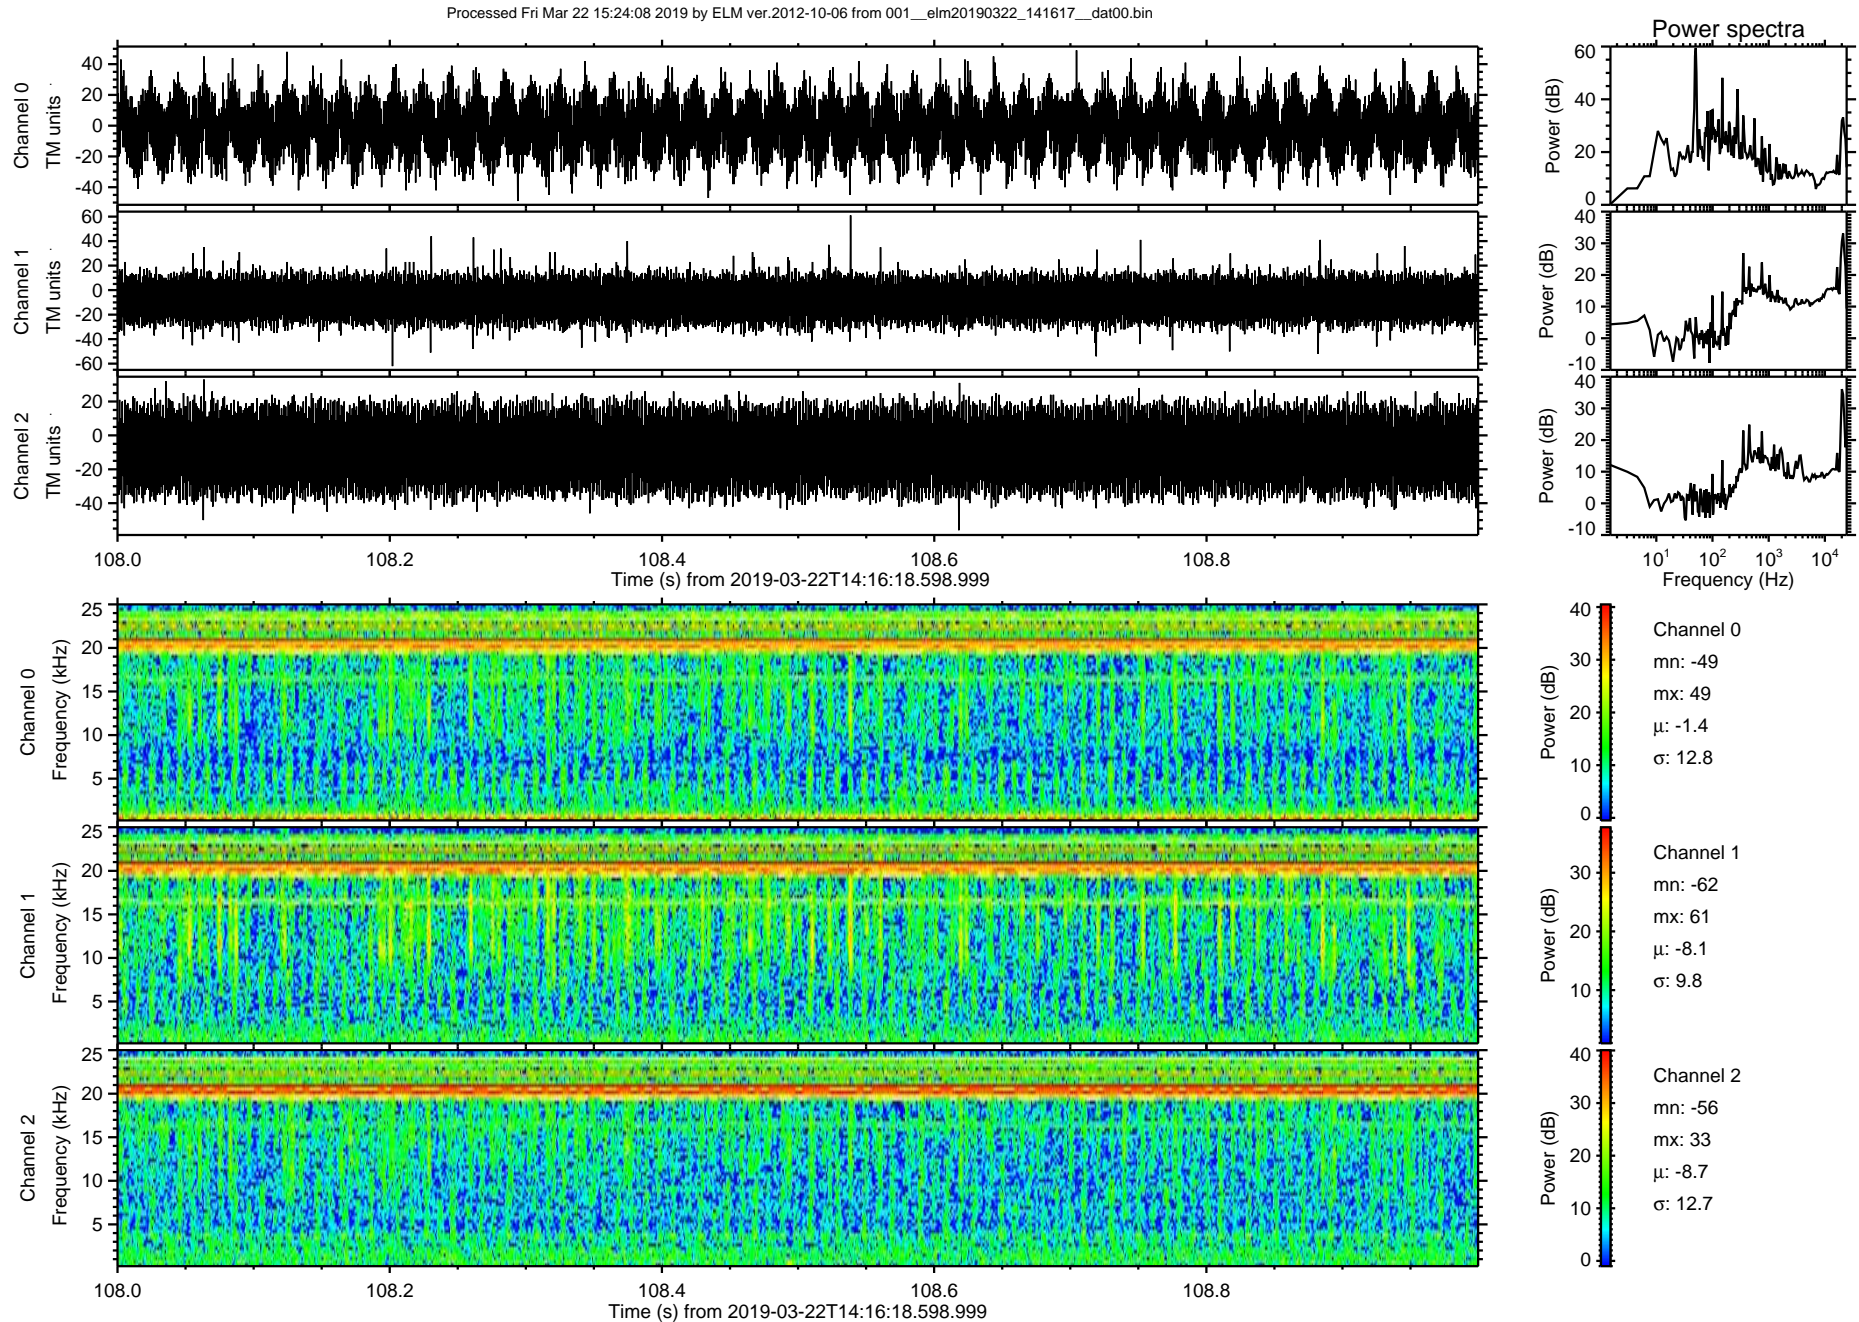 Processed Fri Mar 22 15:24:08 2019 by ELM ver.2012-10-06 from 001__elm20190322_141617__dat00.bin
Power spectra
Channel 0
TM units
40
20
0
-20
-40
Power (dB)
60
40
20
0
Channel 1
TM units
60
40
20
0
-20
-40
-60
Power (dB)
40
30
20
10
0
-10
Channel 2
TM units
20
0
-20
-40
Power (dB)
40
30
20
10
0
-10
108.0 108.2 108.4 108.6 108.8
Time (s) from 2019-03-22T14:16:18.598.999
10^1 10^2 10^3 10^4
Frequency (Hz)
Channel 0
Frequency (kHz)
25
20
15
10
5
Power (dB)
40
30
20
10
0
Channel 0
mn: -49
mx: 49
µ: -1.4
σ: 12.8
Channel 1
Frequency (kHz)
25
20
15
10
5
Power (dB)
30
20
10
Channel 1
mn: -62
mx: 61
µ: -8.1
σ: 9.8
Channel 2
Frequency (kHz)
25
20
15
10
5
Power (dB)
40
30
20
10
0
Channel 2
mn: -56
mx: 33
µ: -8.7
σ: 12.7
108.0 108.2 108.4 108.6 108.8
Time (s) from 2019-03-22T14:16:18.598.999